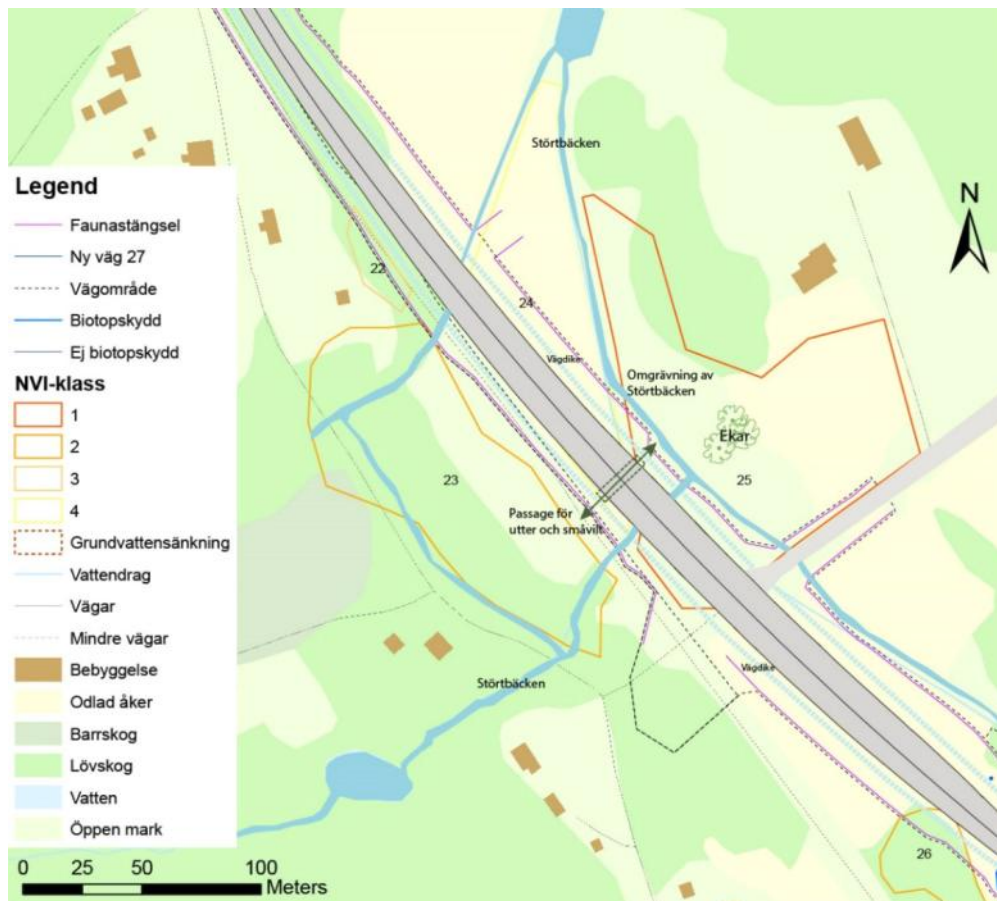 Störtbäcken
N
Legend
Faunastängsel
Ny väg 27
Vägområde
Biotopskydd
Ej biotopskydd
NVI-klass
1
2
3
4
Grundvattensänkning
Vattendrag
Vägar
Mindre vägar
Bebyggelse
Odlad åker
Barrskog
Lövskog
Vatten
Öppen mark
0 25 50 100
Meters
22
24
Vägdike
Omgrävning av
Störtbäcken
Ekar
23
25
Passage för
utter och småvilt
Störtbäcken
Vägdike
26